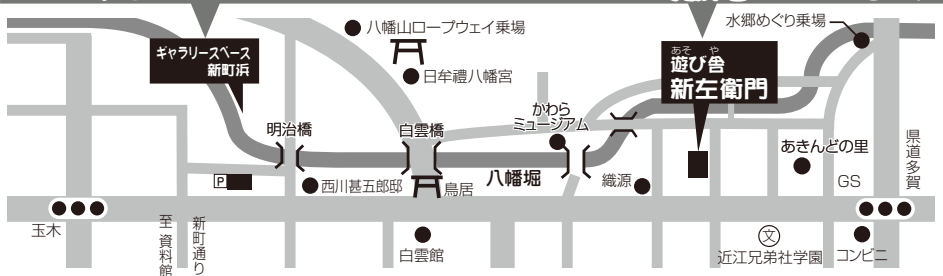 八幡山ロープウェイ乗場
水郷めぐり乗場
ギャラリースペース
新町浜
日牟禮八幡宮
あそ や
遊び舎
新左衛門
かわら
ミュージアム
明治橋
白雲橋
あきんどの里
県道多賀
P
西川甚五郎邸
鳥居
八幡堀
織源
GS
玉木
至 資料館
新町通り
白雲館
文
近江兄弟社学園
コンビニ